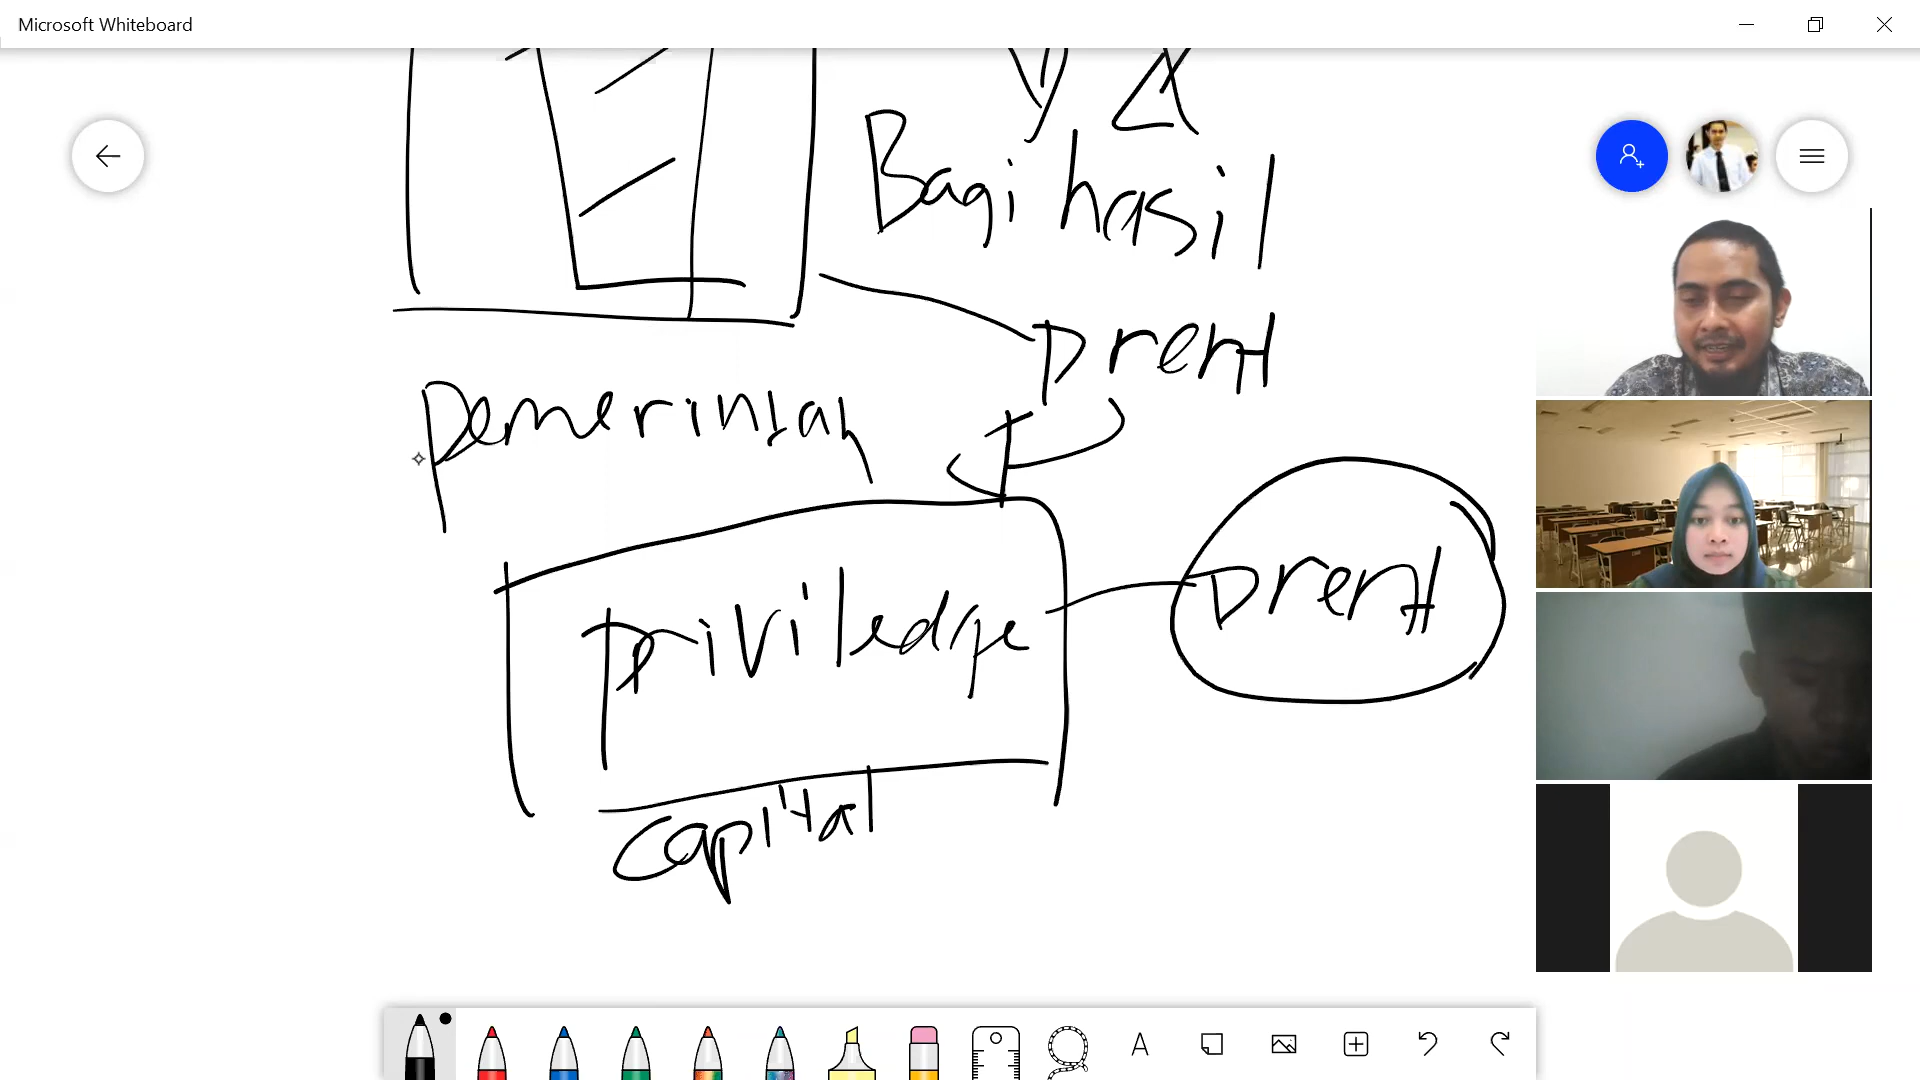 Microsoft Whiteboard
Bagi hasil
Prent
Pemerintah
Priviledge
Prent
Capital